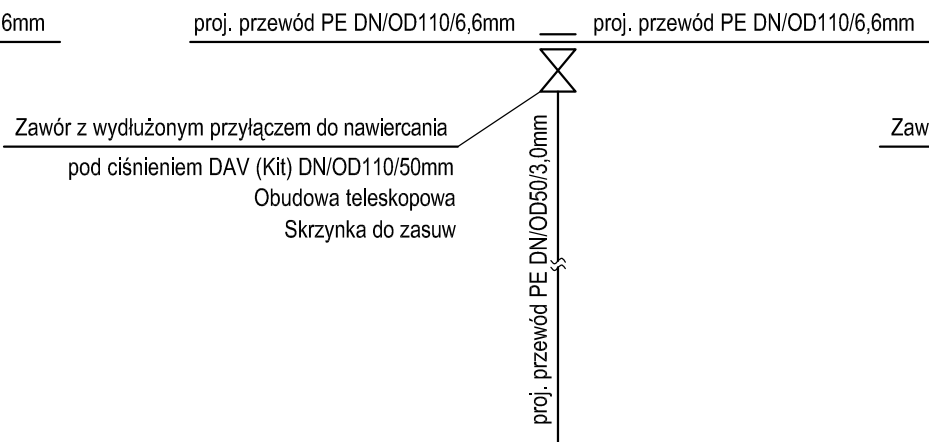 6mm
proj. przewód PE DN/OD110/6,6mm
proj. przewód PE DN/OD110/6,6mm
Zawór z wydłużonym przyłączem do nawiercania
pod ciśnieniem DAV (Kit) DN/OD110/50mm
Obudowa teleskopowa
Skrzynka do zasuw
proj. przewód PE DN/OD50/3,0mm
Zaw